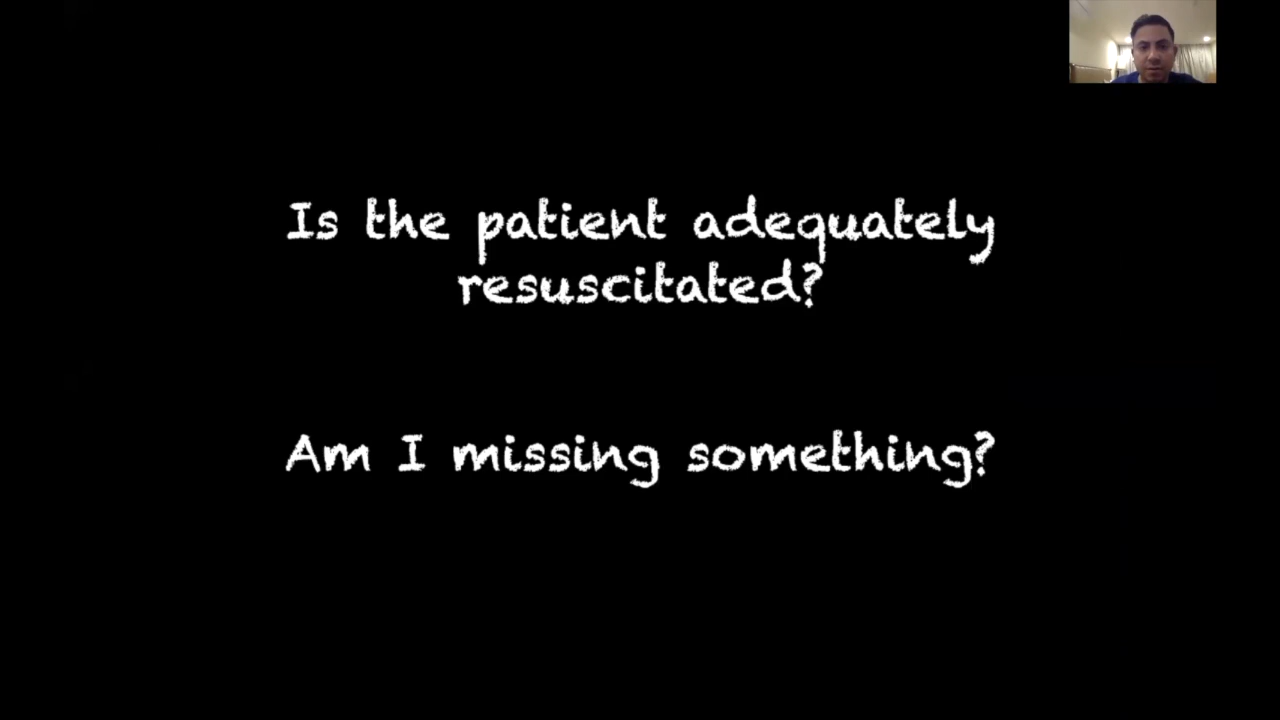 Is the patient adequately
resuscitated?
Am I missing something?